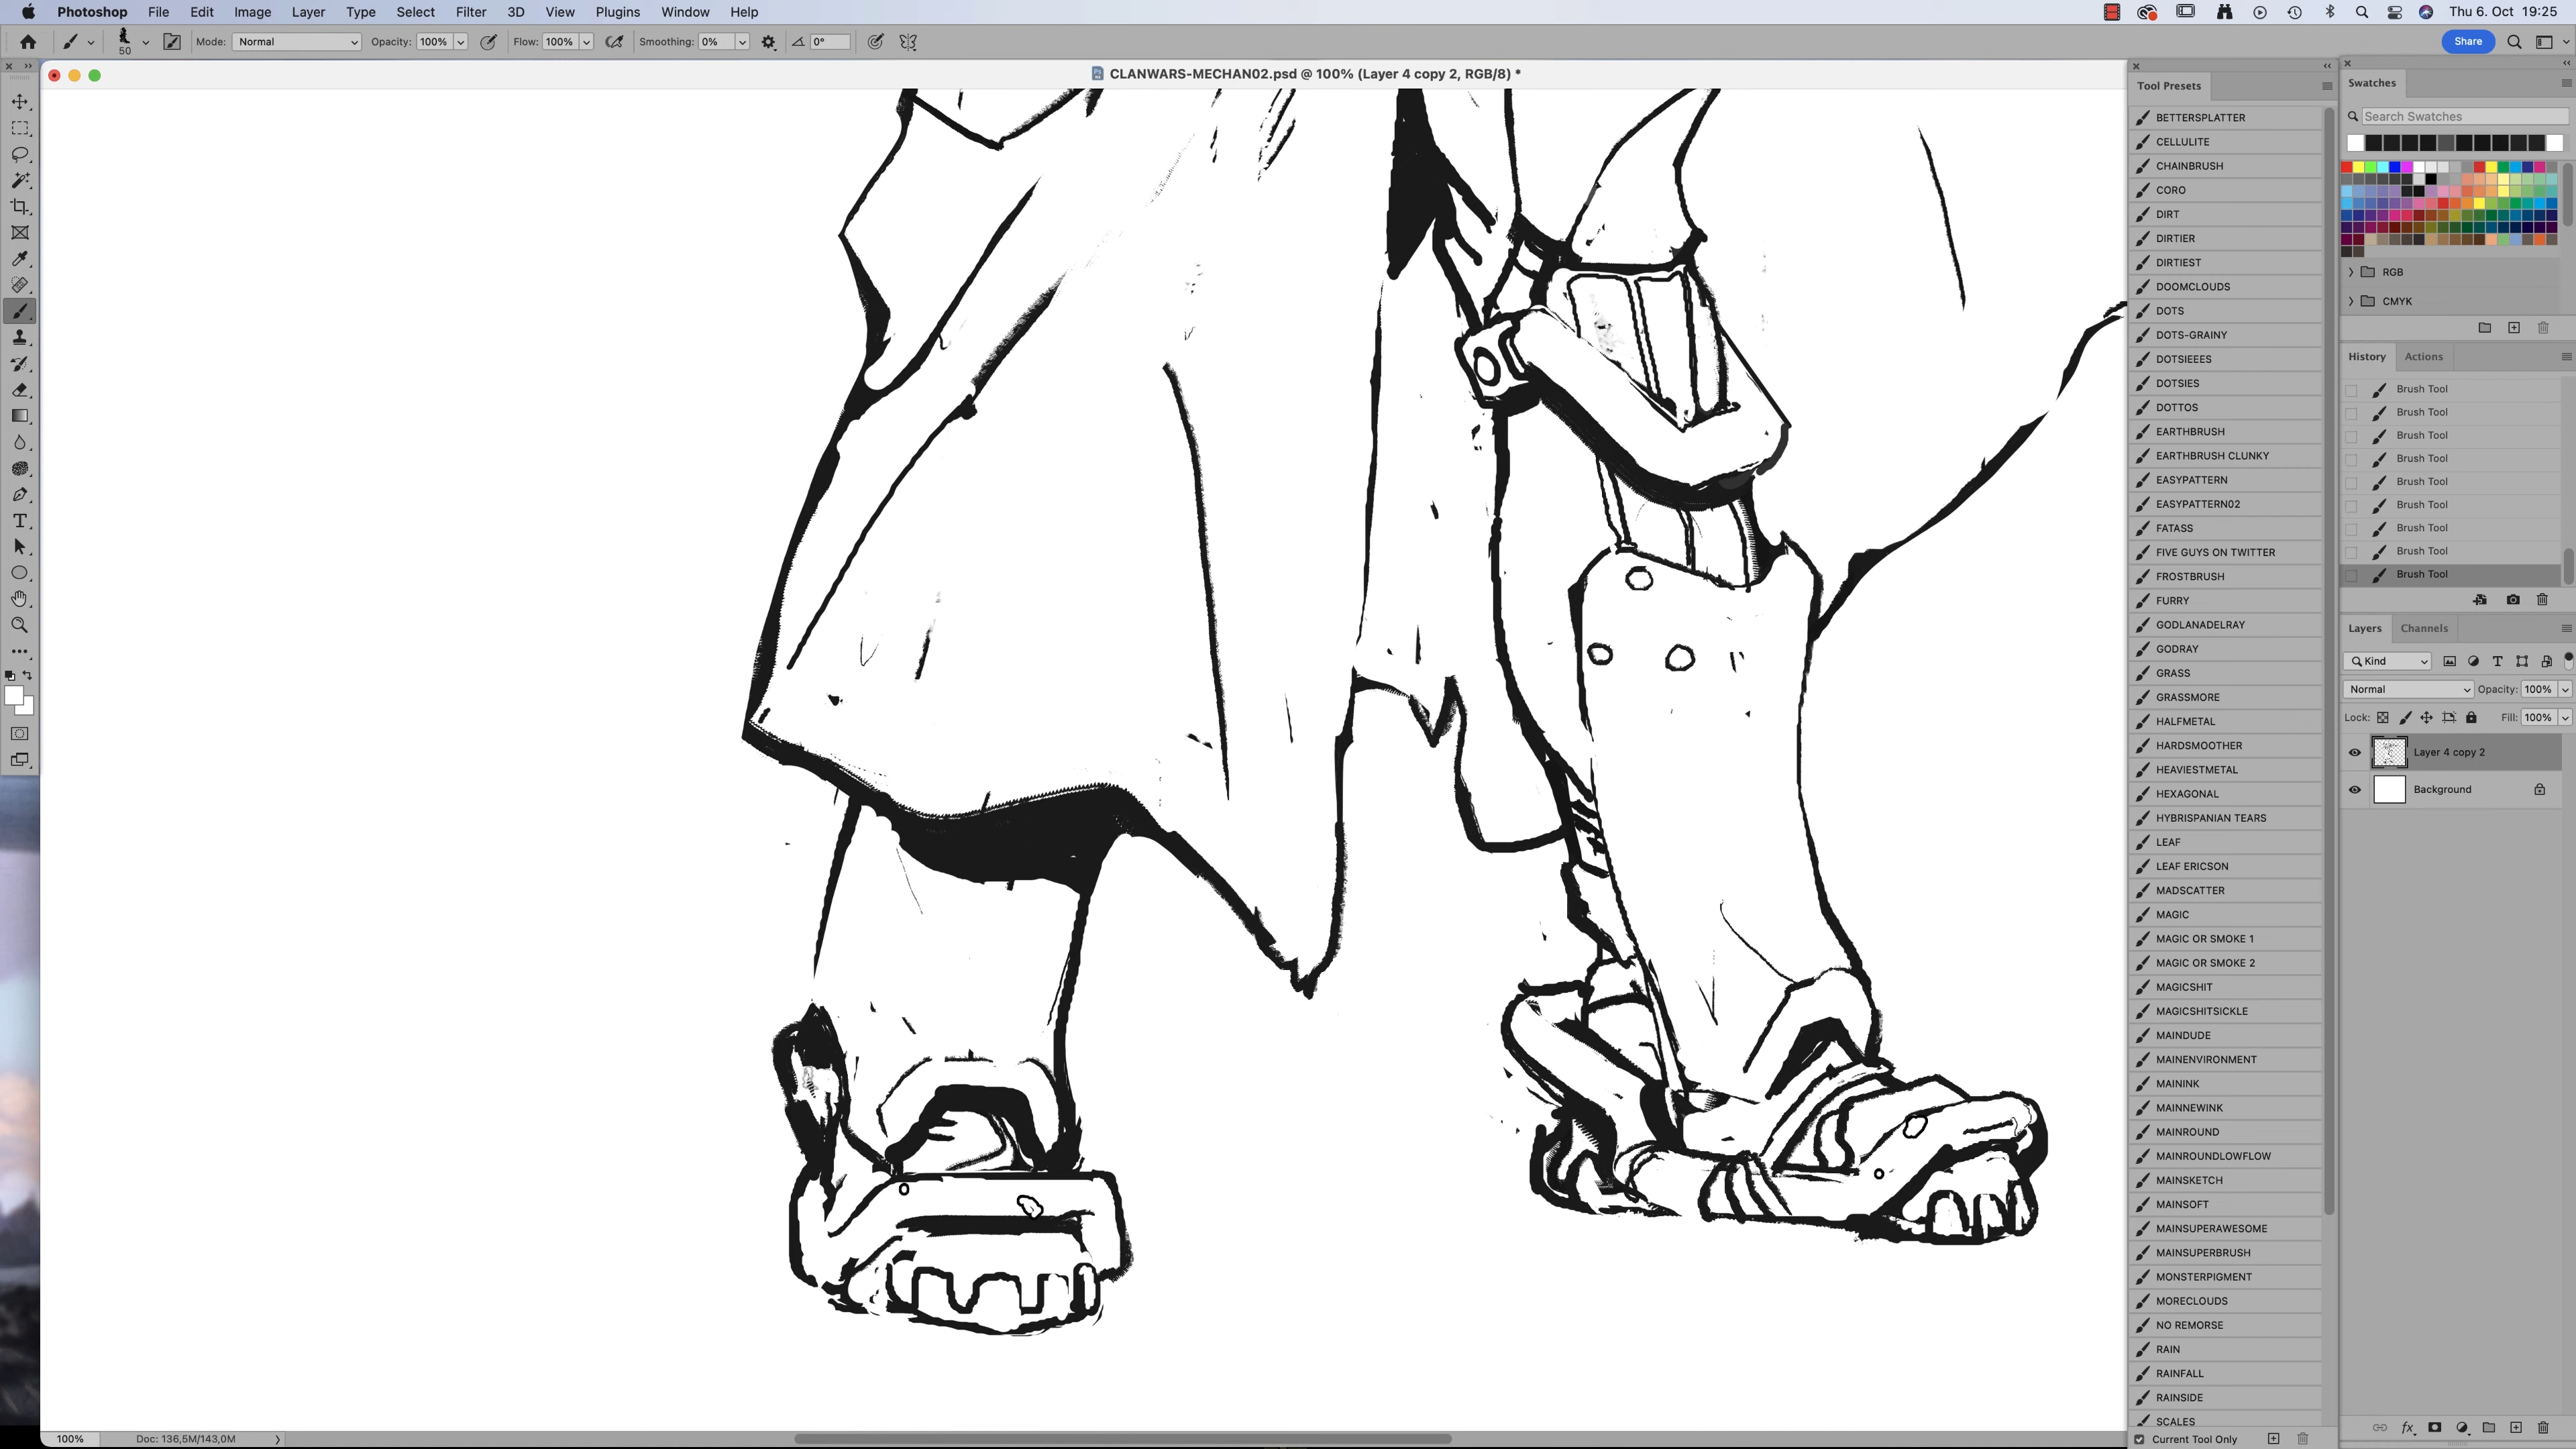 Photoshop File Edit Image Layer Type Select Filter 3D View Plugins Window Help Thu 6. Oct 19:25
50 Mode: Normal Opacity: 100% Flow: 100% Smoothing: 0% 0° Share
CLANWARS-MECHAN02.psd @ 100% (Layer 4 copy 2, RGB/8) *
Tool Presets
BETTERSPLATTER
CELLULITE
CHAINBRUSH
CORO
DIRT
DIRTIER
DIRTIEST
DOOMCLOUDS
DOTS
DOTS-GRAINY
DOTSIEEES
DOTSIES
DOTTOS
EARTHBRUSH
EARTHBRUSH CLUNKY
EASYPATTERN
EASYPATTERN02
FATASS
FIVE GUYS ON TWITTER
FROSTBRUSH
FURRY
GODLANADELRAY
GODRAY
GRASS
GRASSMORE
HALFMETAL
HARDSMOOTHER
HEAVIESTMETAL
HEXAGONAL
HYBRISPANIAN TEARS
LEAF
LEAF ERICSON
MADSCATTER
MAGIC
MAGIC OR SMOKE 1
MAGIC OR SMOKE 2
MAGICSHIT
MAGICSHITSICKLE
MAINDUDE
MAINENVIRONMENT
MAININK
MAINNEWINK
MAINROUND
MAINROUNDLOWFLOW
MAINSKETCH
MAINSOFT
MAINSUPERAWESOME
MAINSUPERBRUSH
MONSTERPIGMENT
MORECLOUDS
NO REMORSE
RAIN
RAINFALL
RAINSIDE
SCALES
Current Tool Only
Swatches
Search Swatches
RGB
CMYK
History Actions
Brush Tool
Brush Tool
Brush Tool
Brush Tool
Brush Tool
Brush Tool
Brush Tool
Brush Tool
Brush Tool
Layers Channels
Kind
Normal Opacity: 100%
Lock: Fill: 100%
Layer 4 copy 2
Background
fx
100% Doc: 136,5M/143,0M